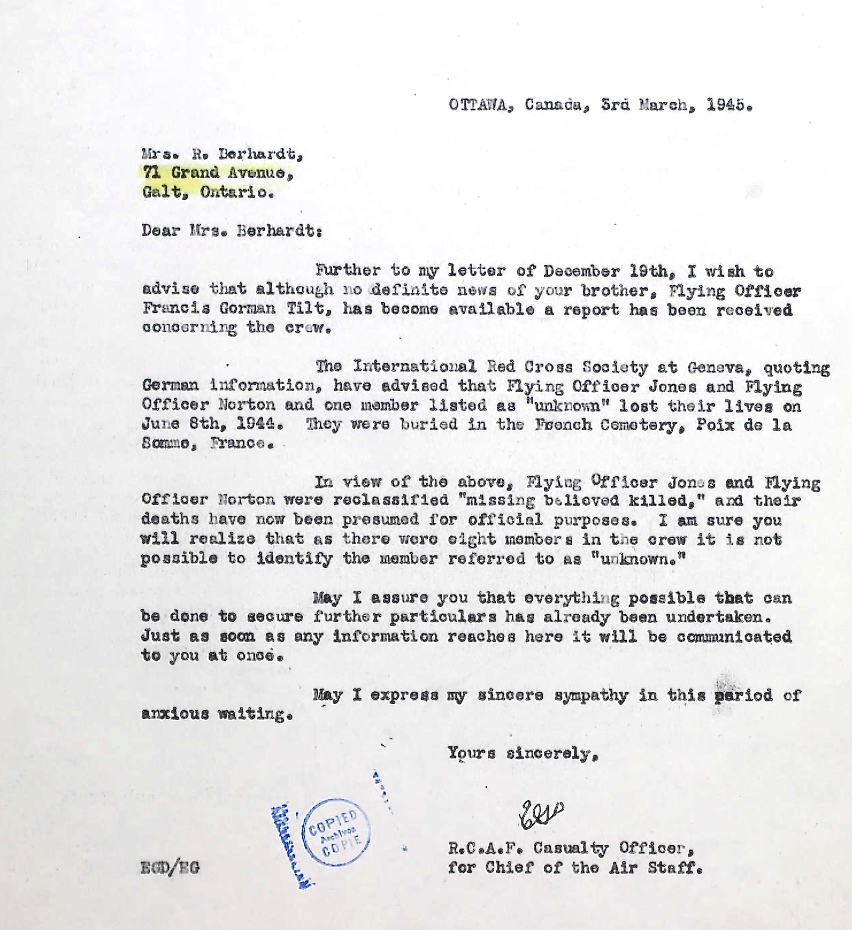 OTTAWA, Canada, 3rd March, 1945.
Mrs. R. Berhardt,
71 Grand Avenue,
Galt, Ontario.
Dear Mrs. Berhardt:
Further to my letter of December 19th, I wish to
advise that although no definite news of your brother, Flying Officer
Francis Gorman Tilt, has become available a report has been received
concerning the crew.
The International Red Cross Society at Geneva, quoting
German information, have advised that Flying Officer Jones and Flying
Officer Norton and one member listed as "unknown" lost their lives on
June 8th, 1944. They were buried in the French Cemetery, Poix de la
Somme, France.
In view of the above, Flying Officer Jones and Flying
Officer Norton were reclassified "missing believed killed," and their
deaths have now been presumed for official purposes. I am sure you
will realize that as there were eight members in the crew it is not
possible to identify the member referred to as "unknown."
May I assure you that everything possible that can
be done to secure further particulars has already been undertaken.
Just as soon as any information reaches here it will be communicated
to you at once.
May I express my sincere sympathy in this period of
anxious waiting.
Yours sincerely,
COPIED
Archives
COPIE
R.C.A.F. Casualty Officer,
EGD/EG
for Chief of the Air Staff.